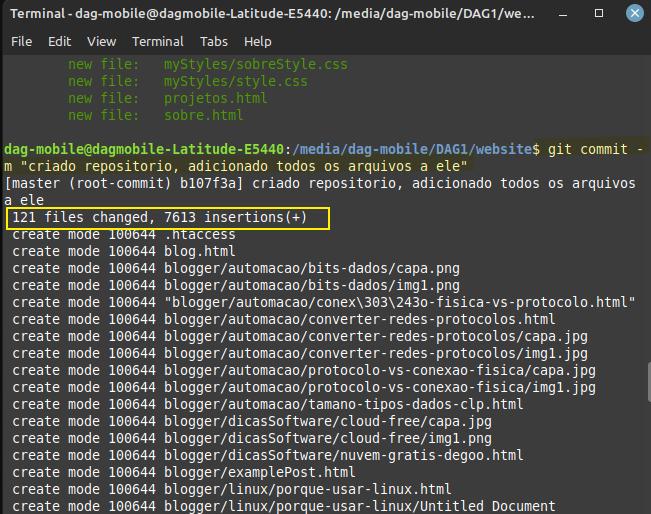 Terminal - dag-mobile@dagmobile-Latitude-E5440: /media/dag-mobile/DAG1/we...
File Edit View Terminal Tabs Help
new file: myStyles/sobreStyle.css
new file: myStyles/style.css
new file: projetos.html
new file: sobre.html
dag-mobile@dagmobile-Latitude-E5440:/media/dag-mobile/DAG1/website$ git commit -
m "criado repositorio, adicionado todos os arquivos a ele"
[master (root-commit) b107f3a] criado repositorio, adicionado todos os arquivos
a ele
121 files changed, 7613 insertions(+)
create mode 100644 .htaccess
create mode 100644 blog.html
create mode 100644 blogger/automacao/bits-dados/capa.png
create mode 100644 blogger/automacao/bits-dados/img1.png
create mode 100644 "blogger/automacao/conex\303\243o-fisica-vs-protocolo.html"
create mode 100644 blogger/automacao/converter-redes-protocolos.html
create mode 100644 blogger/automacao/converter-redes-protocolos/capa.jpg
create mode 100644 blogger/automacao/converter-redes-protocolos/img1.jpg
create mode 100644 blogger/automacao/protocolo-vs-conexao-fisica/capa.jpg
create mode 100644 blogger/automacao/protocolo-vs-conexao-fisica/img1.jpg
create mode 100644 blogger/automacao/tamano-tipos-dados-clp.html
create mode 100644 blogger/dicasSoftware/cloud-free/capa.jpg
create mode 100644 blogger/dicasSoftware/cloud-free/img1.png
create mode 100644 blogger/dicasSoftware/nuvem-gratis-degoo.html
create mode 100644 blogger/examplePost.html
create mode 100644 blogger/linux/porque-usar-linux.html
create mode 100644 blogger/linux/porque-usar-linux/Untitled Document